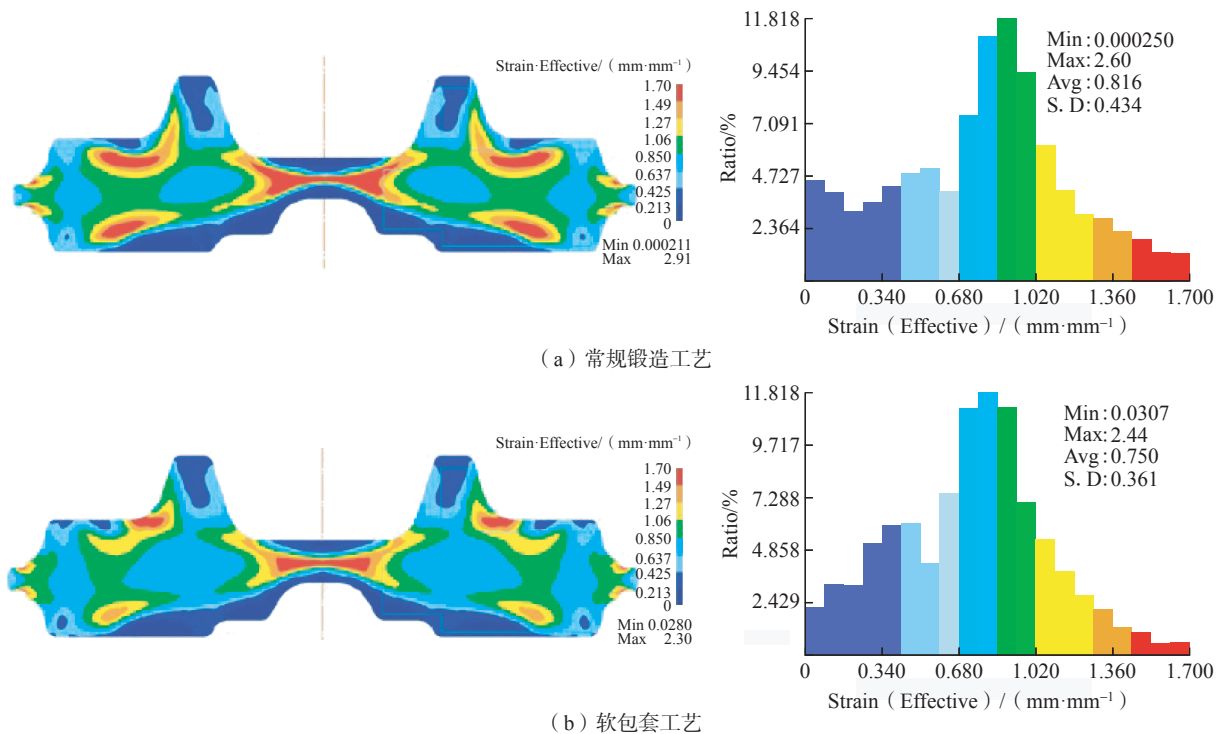 Strain·Effective/（mm·mm⁻¹）
1.70
1.49
1.27
1.06
0.850
0.637
0.425
0.213
0
Min 0.000211
Max 2.91
11.818
9.454
7.091
4.727
2.364
Ratio/%
Min:0.000250
Max:2.60
Avg:0.816
S. D:0.434
0 0.340 0.680 1.020 1.360 1.700
Strain（Effective）/（mm·mm⁻¹）
（a）常规锻造工艺
Strain·Effective/（mm·mm⁻¹）
1.70
1.49
1.27
1.06
0.850
0.637
0.425
0.213
0
Min 0.0280
Max 2.30
11.818
9.717
7.288
4.858
2.429
Ratio/%
Min:0.0307
Max:2.44
Avg:0.750
S. D:0.361
0 0.340 0.680 1.020 1.360 1.700
Strain（Effective）/（mm·mm⁻¹）
（b）软包套工艺